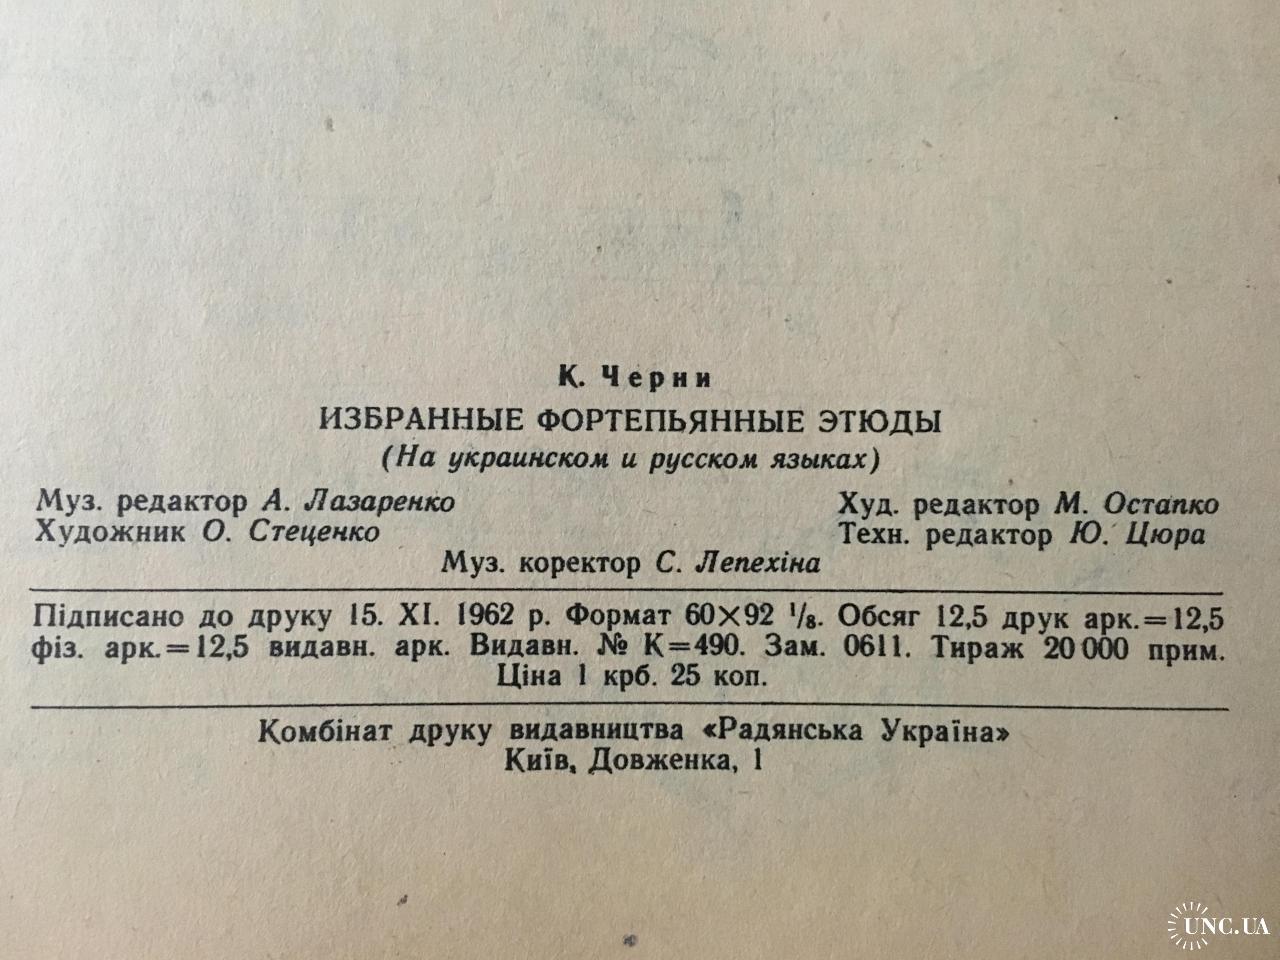 К. Черни
ИЗБРАННЫЕ ФОРТЕПЬЯННЫЕ ЭТЮДЫ
(На украинском и русском языках)
Муз. редактор А. Лазаренко Худ. редактор М. Остапко
Художник О. Стеценко Техн. редактор Ю. Цюра
Муз. коректор С. Лепехіна
Підписано до друку 15. XI. 1962 р. Формат 60×92 ⅛. Обсяг 12,5 друк арк.=12,5
фіз. арк.=12,5 видавн. арк. Видавн. № К=490. Зам. 0611. Тираж 20 000 прим.
Ціна 1 крб. 25 коп.
Комбінат друку видавництва «Радянська Україна»
Київ, Довженка, 1
UNC.UA